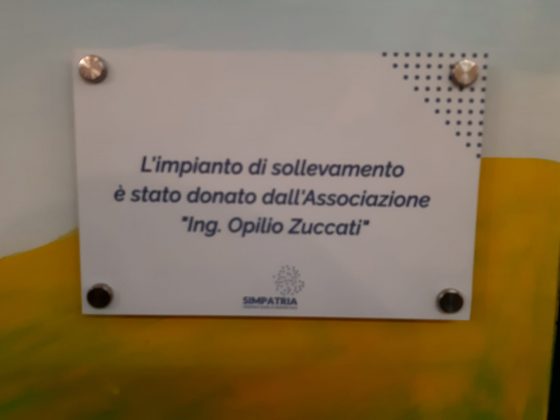 L'impianto di sollevamento
è stato donato dall'Associazione
"Ing. Opilio Zuccati"
SIMPATRIA